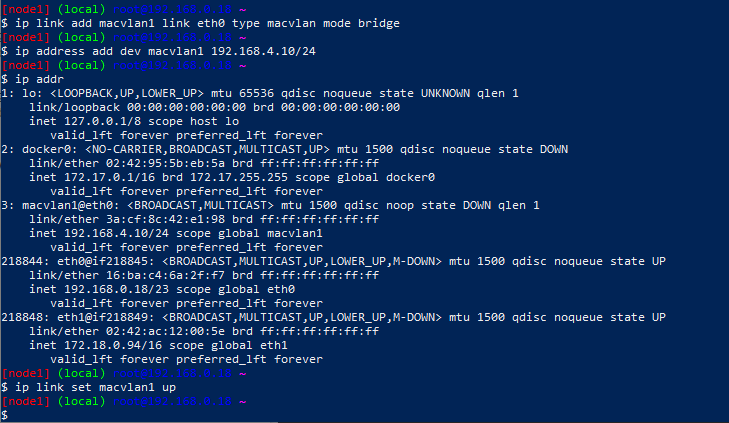 [node1] (local) root@192.168.0.18 ~
$ ip link add macvlan1 link eth0 type macvlan mode bridge
[node1] (local) root@192.168.0.18 ~
$ ip address add dev macvlan1 192.168.4.10/24
[node1] (local) root@192.168.0.18 ~
$ ip addr
1: lo: <LOOPBACK,UP,LOWER_UP> mtu 65536 qdisc noqueue state UNKNOWN qlen 1
    link/loopback 00:00:00:00:00:00 brd 00:00:00:00:00:00
    inet 127.0.0.1/8 scope host lo
       valid_lft forever preferred_lft forever
2: docker0: <NO-CARRIER,BROADCAST,MULTICAST,UP> mtu 1500 qdisc noqueue state DOWN
    link/ether 02:42:95:5b:eb:5a brd ff:ff:ff:ff:ff:ff
    inet 172.17.0.1/16 brd 172.17.255.255 scope global docker0
       valid_lft forever preferred_lft forever
3: macvlan1@eth0: <BROADCAST,MULTICAST> mtu 1500 qdisc noop state DOWN qlen 1
    link/ether 3a:cf:8c:42:e1:98 brd ff:ff:ff:ff:ff:ff
    inet 192.168.4.10/24 scope global macvlan1
       valid_lft forever preferred_lft forever
218844: eth0@if218845: <BROADCAST,MULTICAST,UP,LOWER_UP,M-DOWN> mtu 1500 qdisc noqueue state UP
    link/ether 16:ba:c4:6a:2f:f7 brd ff:ff:ff:ff:ff:ff
    inet 192.168.0.18/23 scope global eth0
       valid_lft forever preferred_lft forever
218848: eth1@if218849: <BROADCAST,MULTICAST,UP,LOWER_UP,M-DOWN> mtu 1500 qdisc noqueue state UP
    link/ether 02:42:ac:12:00:5e brd ff:ff:ff:ff:ff:ff
    inet 172.18.0.94/16 scope global eth1
       valid_lft forever preferred_lft forever
[node1] (local) root@192.168.0.18 ~
$ ip link set macvlan1 up
[node1] (local) root@192.168.0.18 ~
$